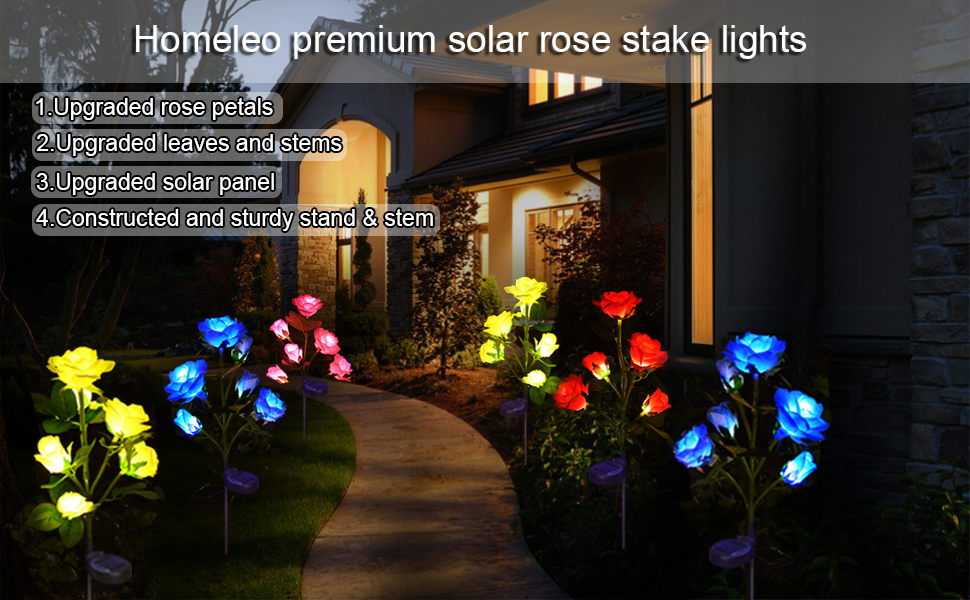 Homeleo premium solar rose stake lights
1.Upgraded rose petals
2.Upgraded leaves and stems
3.Upgraded solar panel
4.Constructed and sturdy stand & stem